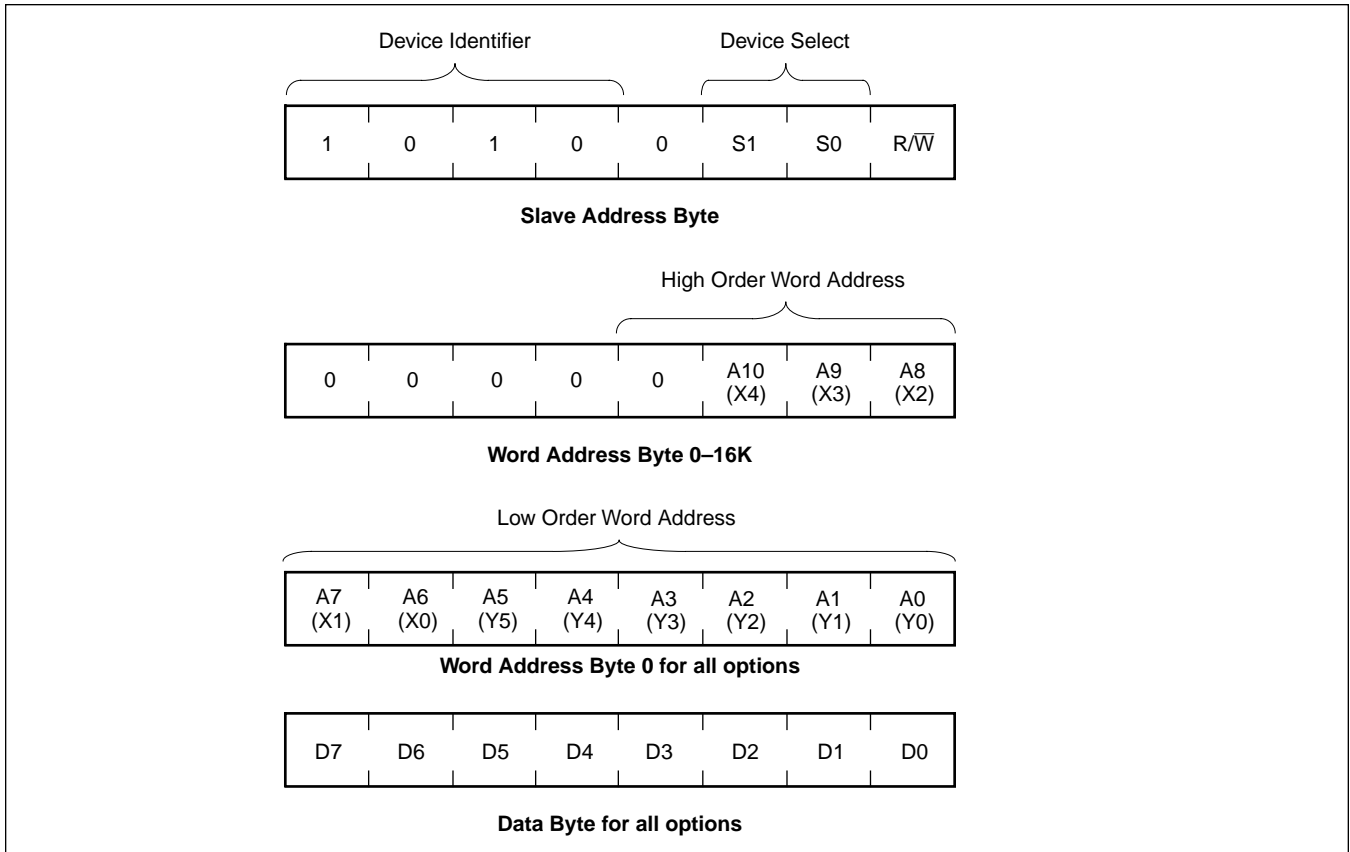 Device Identifier Device Select
1 0 1 0 0 S1 S0 R/W̅
Slave Address Byte
High Order Word Address
0 0 0 0 0 A10 A9 A8
(X4) (X3) (X2)
Word Address Byte 0–16K
Low Order Word Address
A7 A6 A5 A4 A3 A2 A1 A0
(X1) (X0) (Y5) (Y4) (Y3) (Y2) (Y1) (Y0)
Word Address Byte 0 for all options
D7 D6 D5 D4 D3 D2 D1 D0
Data Byte for all options